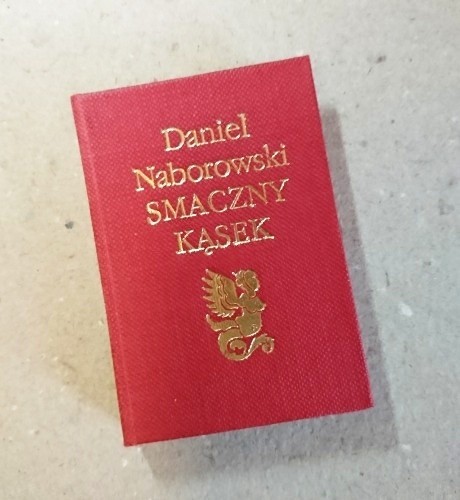 Daniel
Naborowski
SMACZNY
KĄSEK